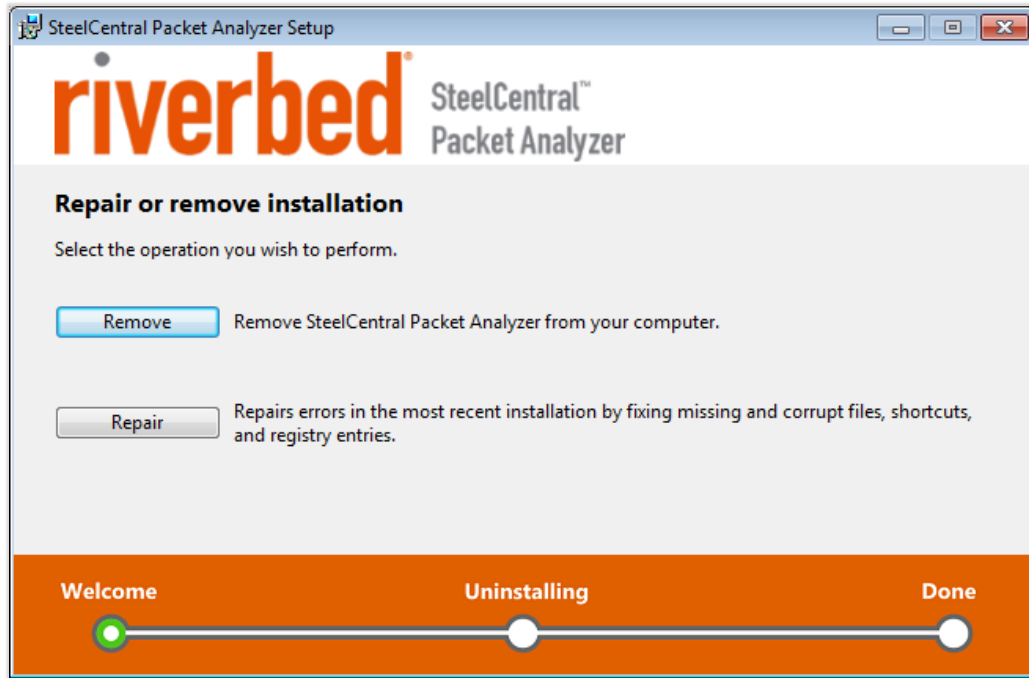 SteelCentral Packet Analyzer Setup
riverbed®
SteelCentral™
Packet Analyzer
Repair or remove installation
Select the operation you wish to perform.
Remove
Remove SteelCentral Packet Analyzer from your computer.
Repair
Repairs errors in the most recent installation by fixing missing and corrupt files, shortcuts,
and registry entries.
Welcome
Uninstalling
Done